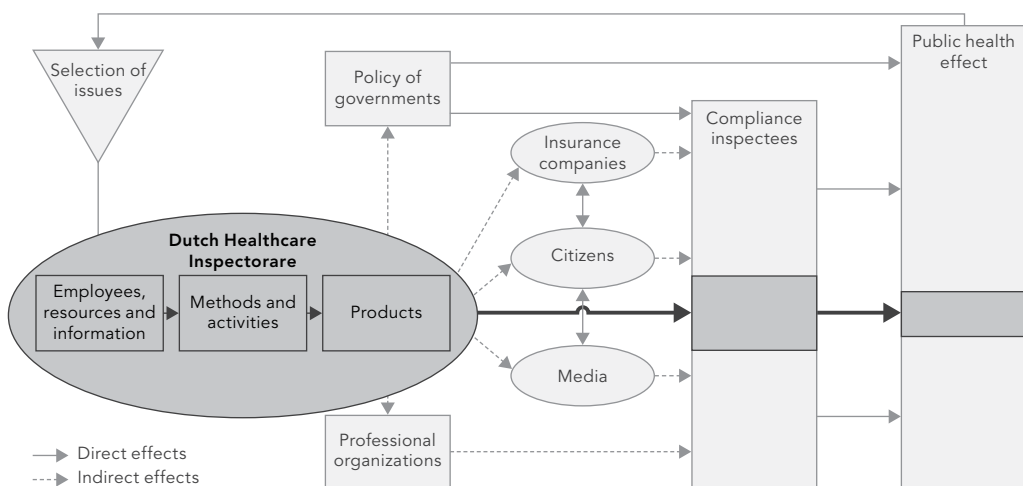 Selection of
issues
Policy of
governments
Public health
effect
Compliance
inspectees
Insurance
companies
Citizens
Media
Dutch Healthcare
Inspectorare
Employees,
resources and
information
Methods and
activities
Products
Professional
organizations
Direct effects
Indirect effects